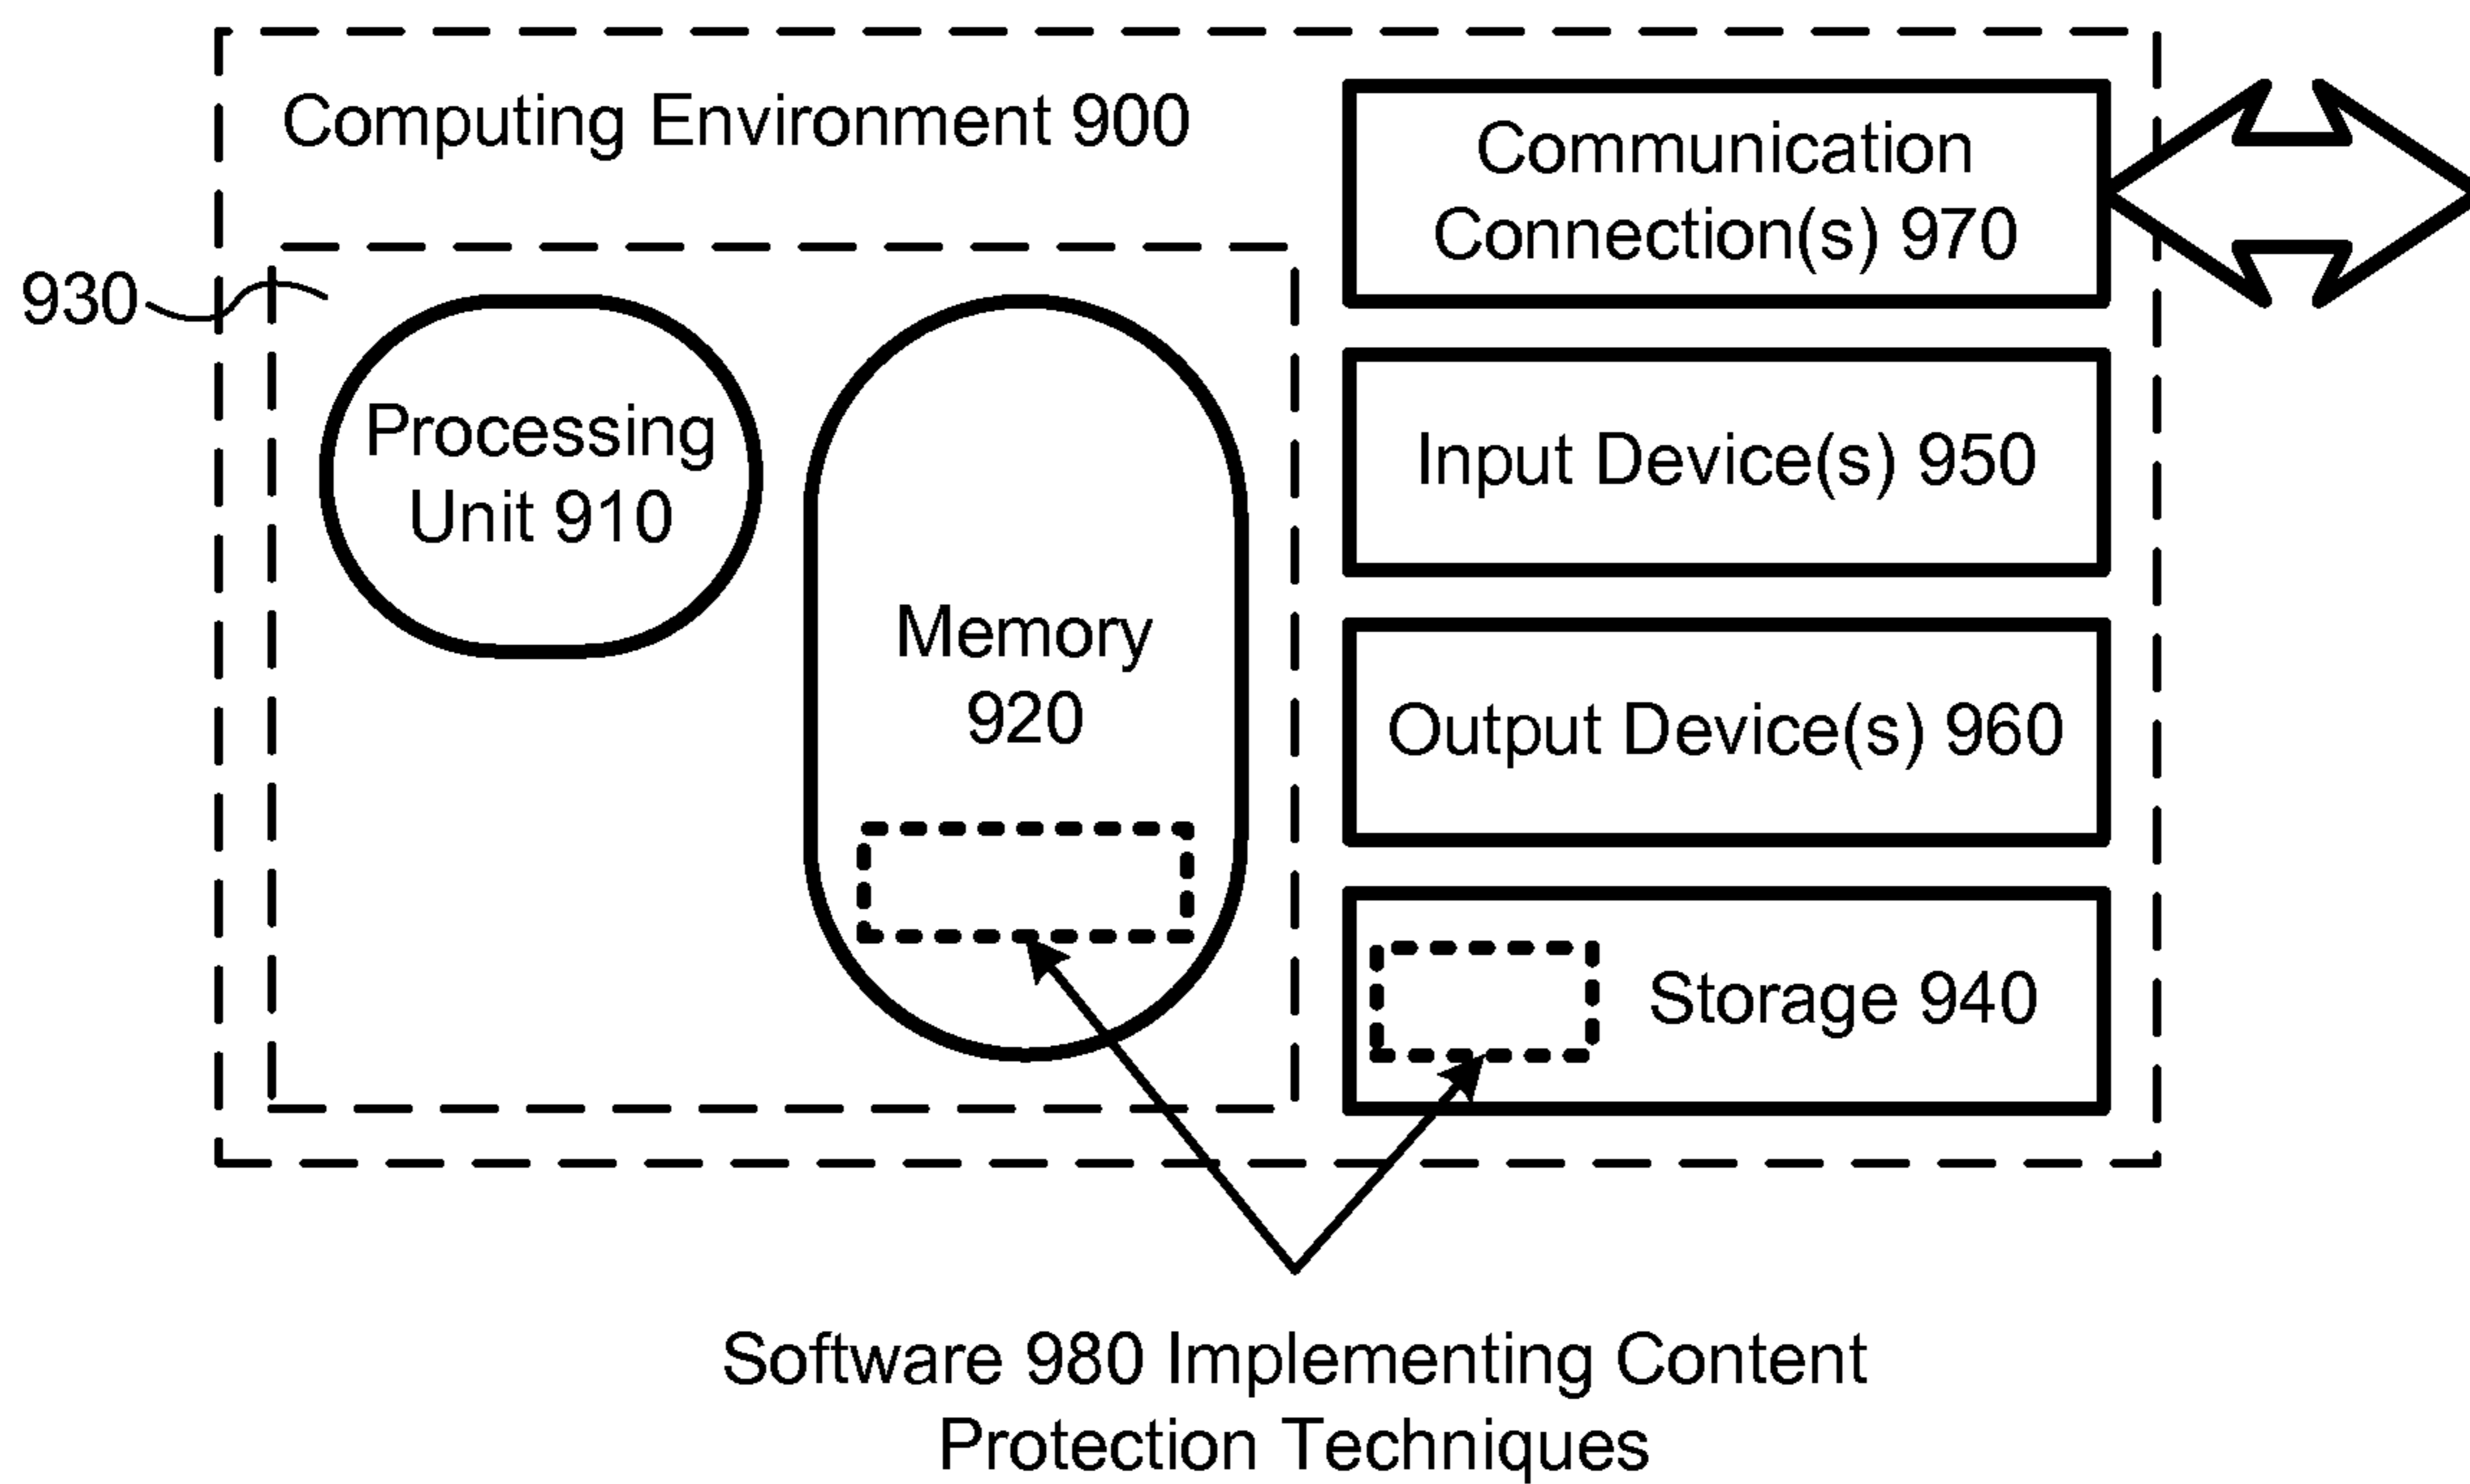 Computing Environment 900
Communication
Connection(s) 970
930
Processing
Unit 910
Input Device(s) 950
Memory
920
Output Device(s) 960
Storage 940
Software 980 Implementing Content
Protection Techniques